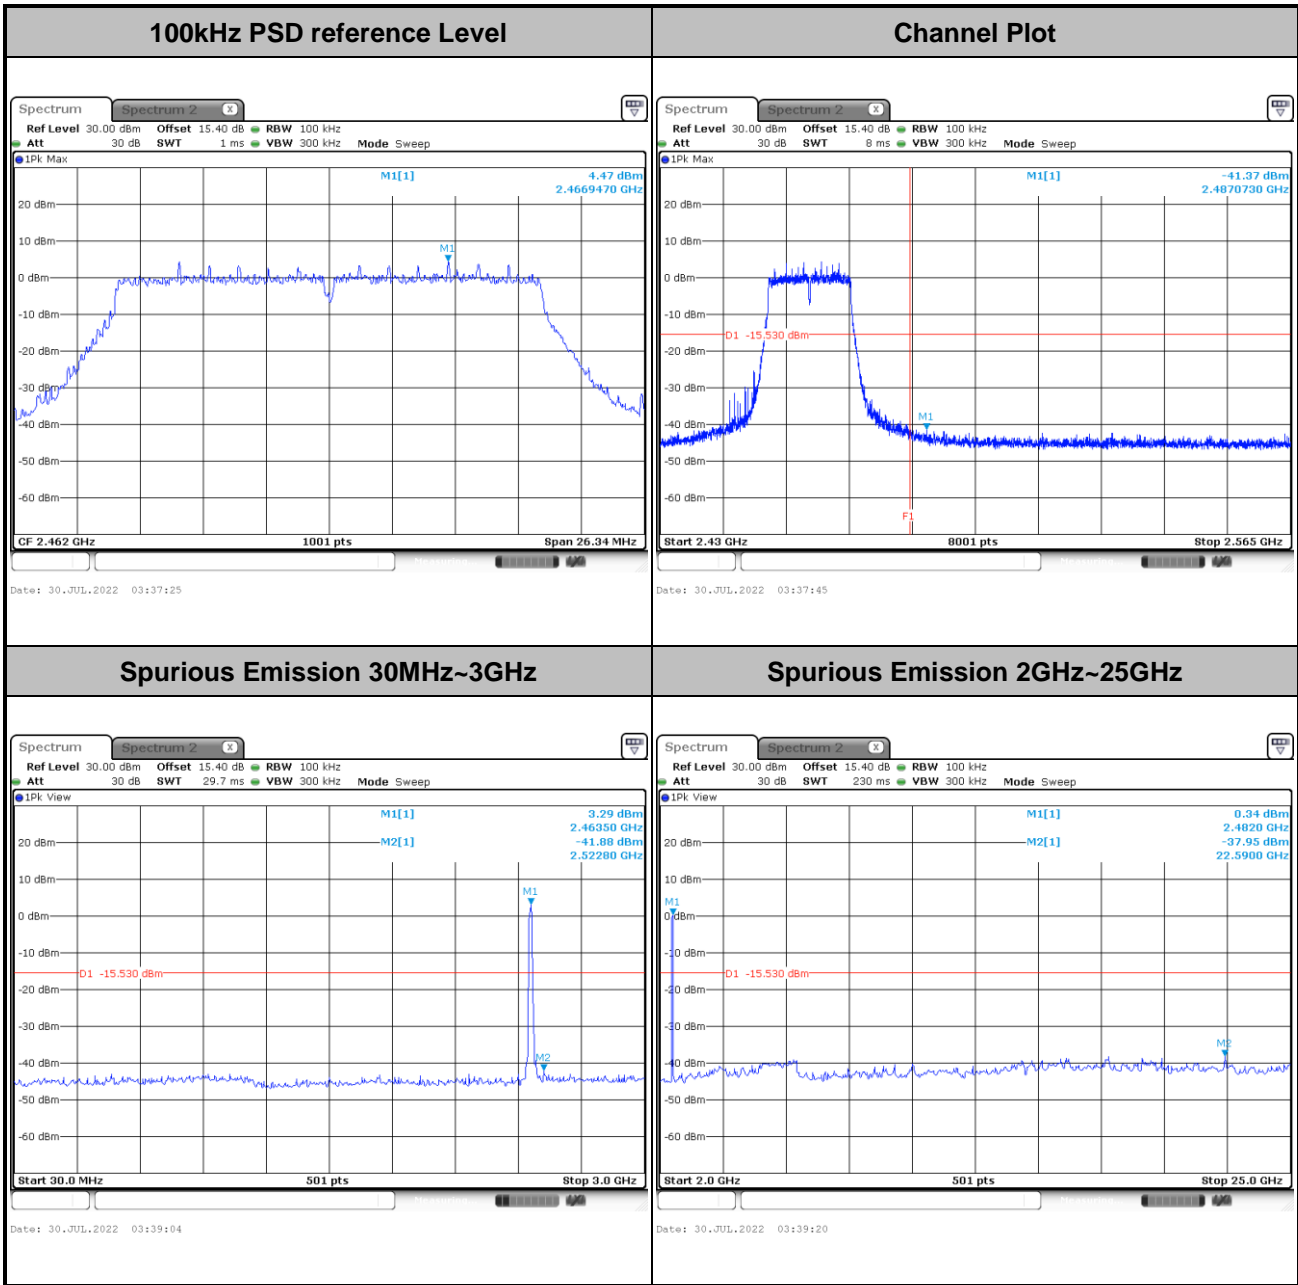 100kHz PSD reference Level
Spectrum Spectrum 2 X
Ref Level 30.00 dBm Offset 15.40 dB RBW 100 kHz
Att 30 dB SWT 1 ms VBW 300 kHz Mode Sweep
1Pk Max
M1[1] 4.47 dBm
2.4669470 GHz
20 dBm
M1
10 dBm
0 dBm
-10 dBm
-20 dBm
-30 dBm
-40 dBm
-50 dBm
-60 dBm
CF 2.462 GHz 1001 pts Span 26.34 MHz
Measuring...
Date: 30.JUL.2022 03:37:25
Channel Plot
Spectrum Spectrum 2 X
Ref Level 30.00 dBm Offset 15.40 dB RBW 100 kHz
Att 30 dB SWT 8 ms VBW 300 kHz Mode Sweep
1Pk Max
M1[1] -41.37 dBm
2.4870730 GHz
20 dBm
10 dBm
0 dBm
-10 dBm
D1 -15.530 dBm
-20 dBm
-30 dBm
M1
-40 dBm
-50 dBm
-60 dBm
F1
Start 2.43 GHz 8001 pts Stop 2.565 GHz
Measuring...
Date: 30.JUL.2022 03:37:45
Spurious Emission 30MHz~3GHz
Spectrum Spectrum 2 X
Ref Level 30.00 dBm Offset 15.40 dB RBW 100 kHz
Att 30 dB SWT 29.7 ms VBW 300 kHz Mode Sweep
1Pk View
M1[1] 3.29 dBm
2.46350 GHz
20 dBm M2[1] -41.88 dBm
2.52280 GHz
10 dBm
M1
0 dBm
-10 dBm
D1 -15.530 dBm
-20 dBm
-30 dBm
M2
-40 dBm
-50 dBm
-60 dBm
Start 30.0 MHz 501 pts Stop 3.0 GHz
Measuring...
Date: 30.JUL.2022 03:39:04
Spurious Emission 2GHz~25GHz
Spectrum Spectrum 2 X
Ref Level 30.00 dBm Offset 15.40 dB RBW 100 kHz
Att 30 dB SWT 230 ms VBW 300 kHz Mode Sweep
1Pk View
M1[1] 0.34 dBm
2.4820 GHz
20 dBm M2[1] -37.95 dBm
22.5900 GHz
10 dBm
M1
0 dBm
-10 dBm
D1 -15.530 dBm
-20 dBm
-30 dBm
M2
-40 dBm
-50 dBm
-60 dBm
Start 2.0 GHz 501 pts Stop 25.0 GHz
Measuring...
Date: 30.JUL.2022 03:39:20